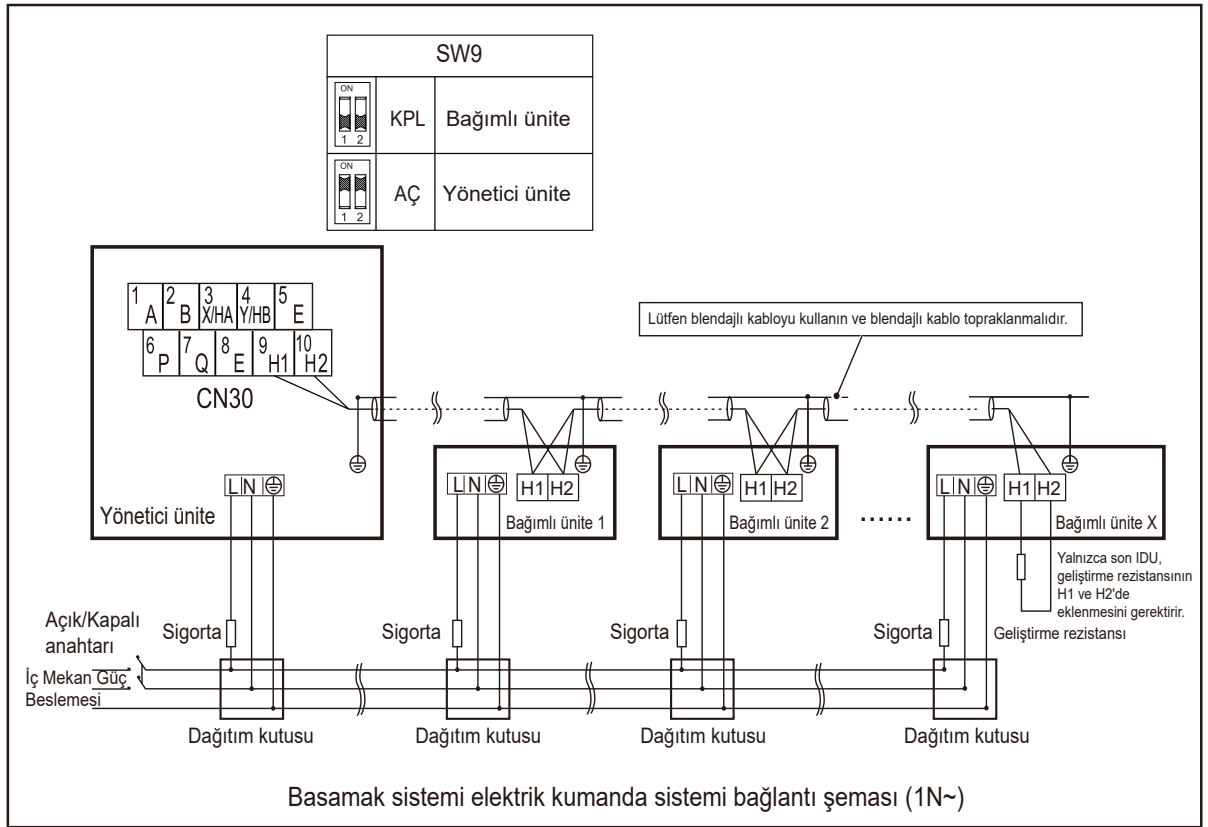 SW9
ON
1 2
KPL
Bağımlı ünite
ON
1 2
AÇ
Yönetici ünite
1 A 2 B 3 X/HA 4 Y/HB 5 E
6 P 7 Q 8 E 9 H1 10 H2
CN30
Lütfen blendajlı kabloyu kullanın ve blendajlı kablo topraklanmalıdır.
L N
Yönetici ünite
L N
H1 H2
Bağımlı ünite 1
L N
H1 H2
Bağımlı ünite 2
......
L N
H1 H2
Bağımlı ünite X
Yalnızca son IDU,
geliştirme rezistansının
H1 ve H2'de
eklenmesini gerektirir.
Geliştirme rezistansı
Açık/Kapalı
anahtarı
Sigorta
Sigorta
Sigorta
Sigorta
İç Mekan Güç
Beslemesi
Dağıtım kutusu
Dağıtım kutusu
Dağıtım kutusu
Dağıtım kutusu
Basamak sistemi elektrik kumanda sistemi bağlantı şeması (1N~)